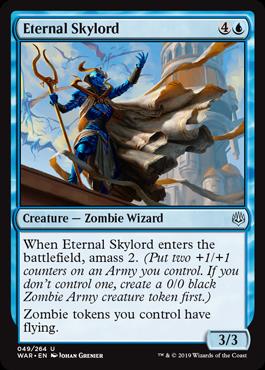 Eternal Skylord 4
Creature — Zombie Wizard
When Eternal Skylord enters the
battlefield, amass 2. (Put two +1/+1
counters on an Army you control. If you
don't control one, create a 0/0 black
Zombie Army creature token first.)
Zombie tokens you control have
flying.
3/3
049/264 U
WAR • EN Johan Grenier
™ & © 2019 Wizards of the Coast